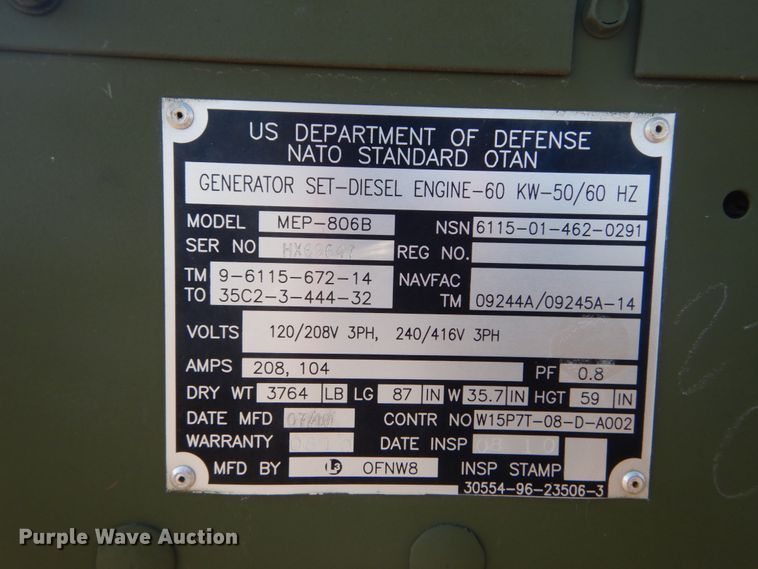 US DEPARTMENT OF DEFENSE
NATO STANDARD OTAN
GENERATOR SET-DIESEL ENGINE-60 KW-50/60 HZ
MODEL MEP-806B NSN 6115-01-462-0291
SER NO REG NO.
TM 9-6115-672-14 NAVFAC
TO 35C2-3-444-32 TM 09244A/09245A-14
VOLTS 120/208V 3PH, 240/416V 3PH
AMPS 208, 104 PF 0.8
DRY WT 3764 LB LG 87 IN W 35.7 IN HGT 59 IN
DATE MFD CONTR NO W15P7T-08-D-A002
WARRANTY DATE INSP 08 10
MFD BY OFNW8 INSP STAMP
30554-96-23506-3
Purple Wave Auction